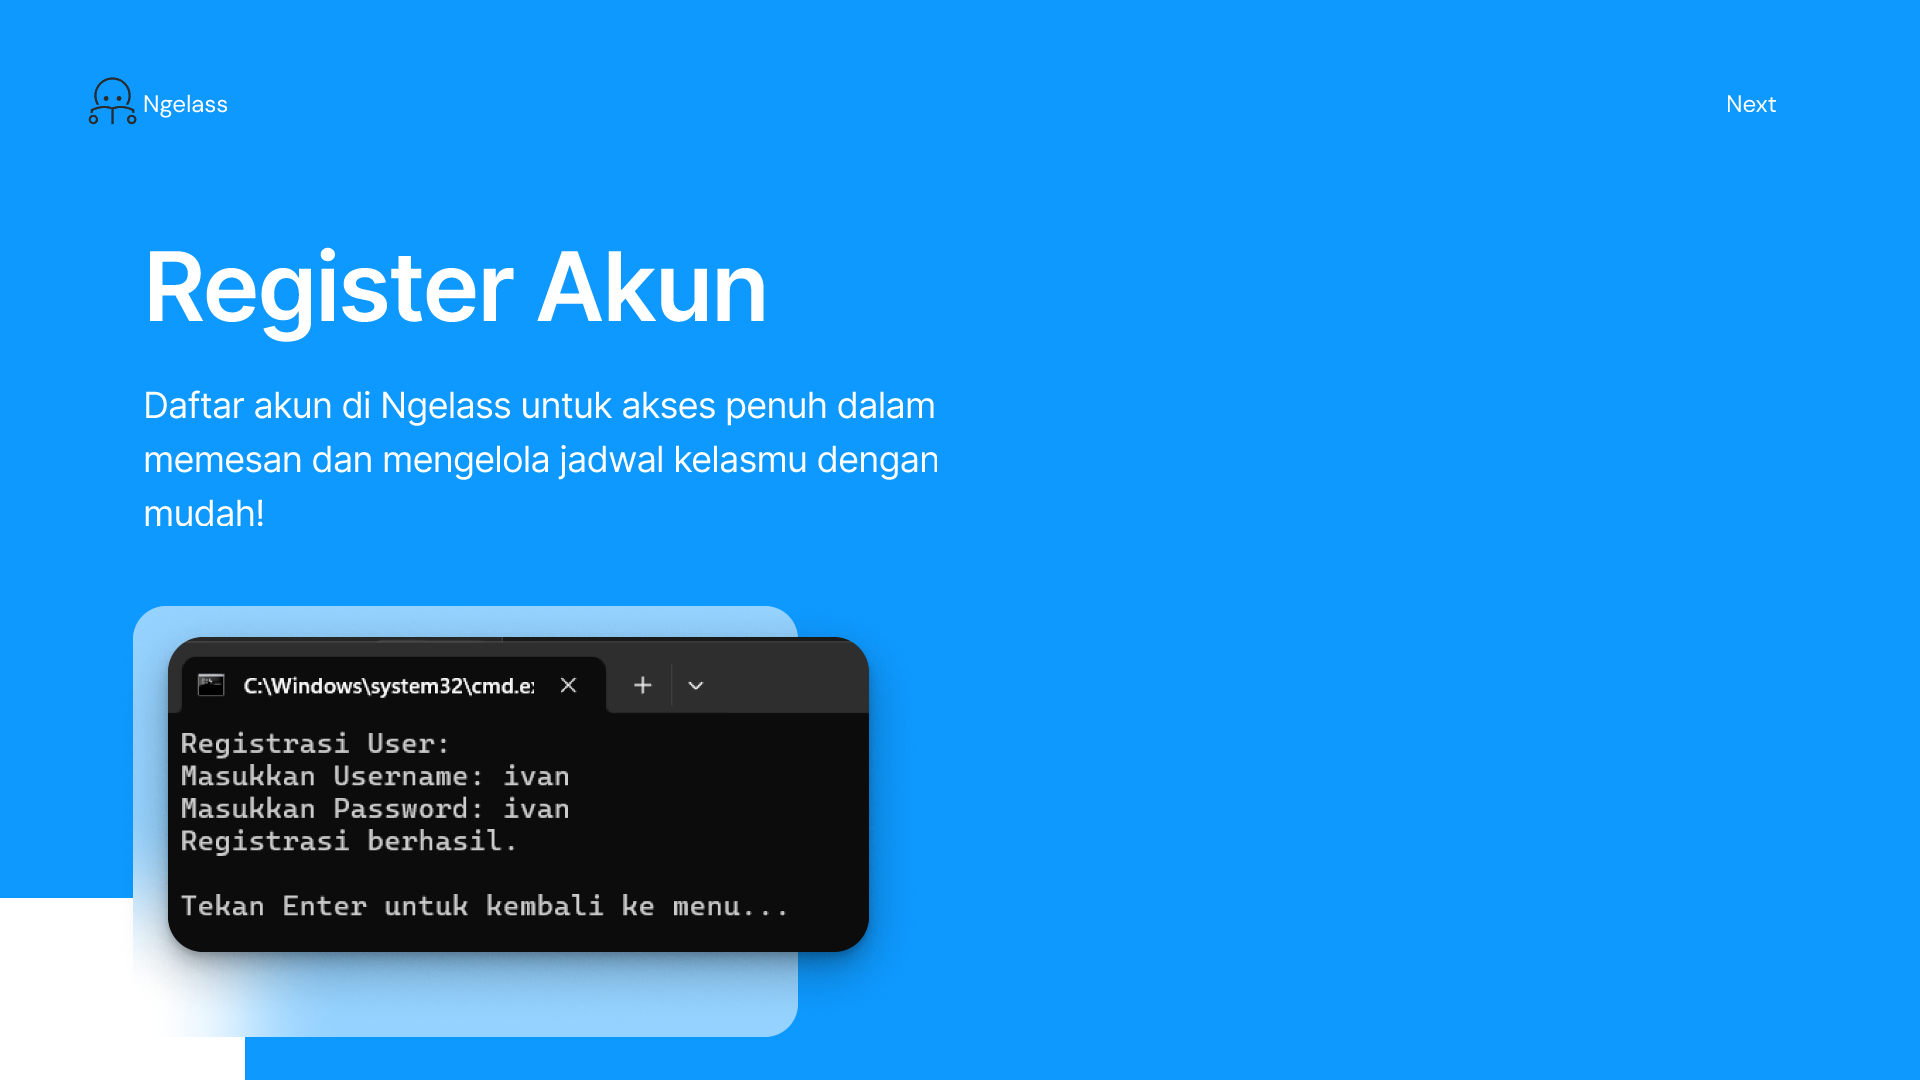 Ngelass
Next
Register Akun
Daftar akun di Ngelass untuk akses penuh dalam
memesan dan mengelola jadwal kelasmu dengan
mudah!
C:\Windows\system32\cmd.e
Registrasi User:
Masukkan Username: ivan
Masukkan Password: ivan
Registrasi berhasil.
Tekan Enter untuk kembali ke menu...